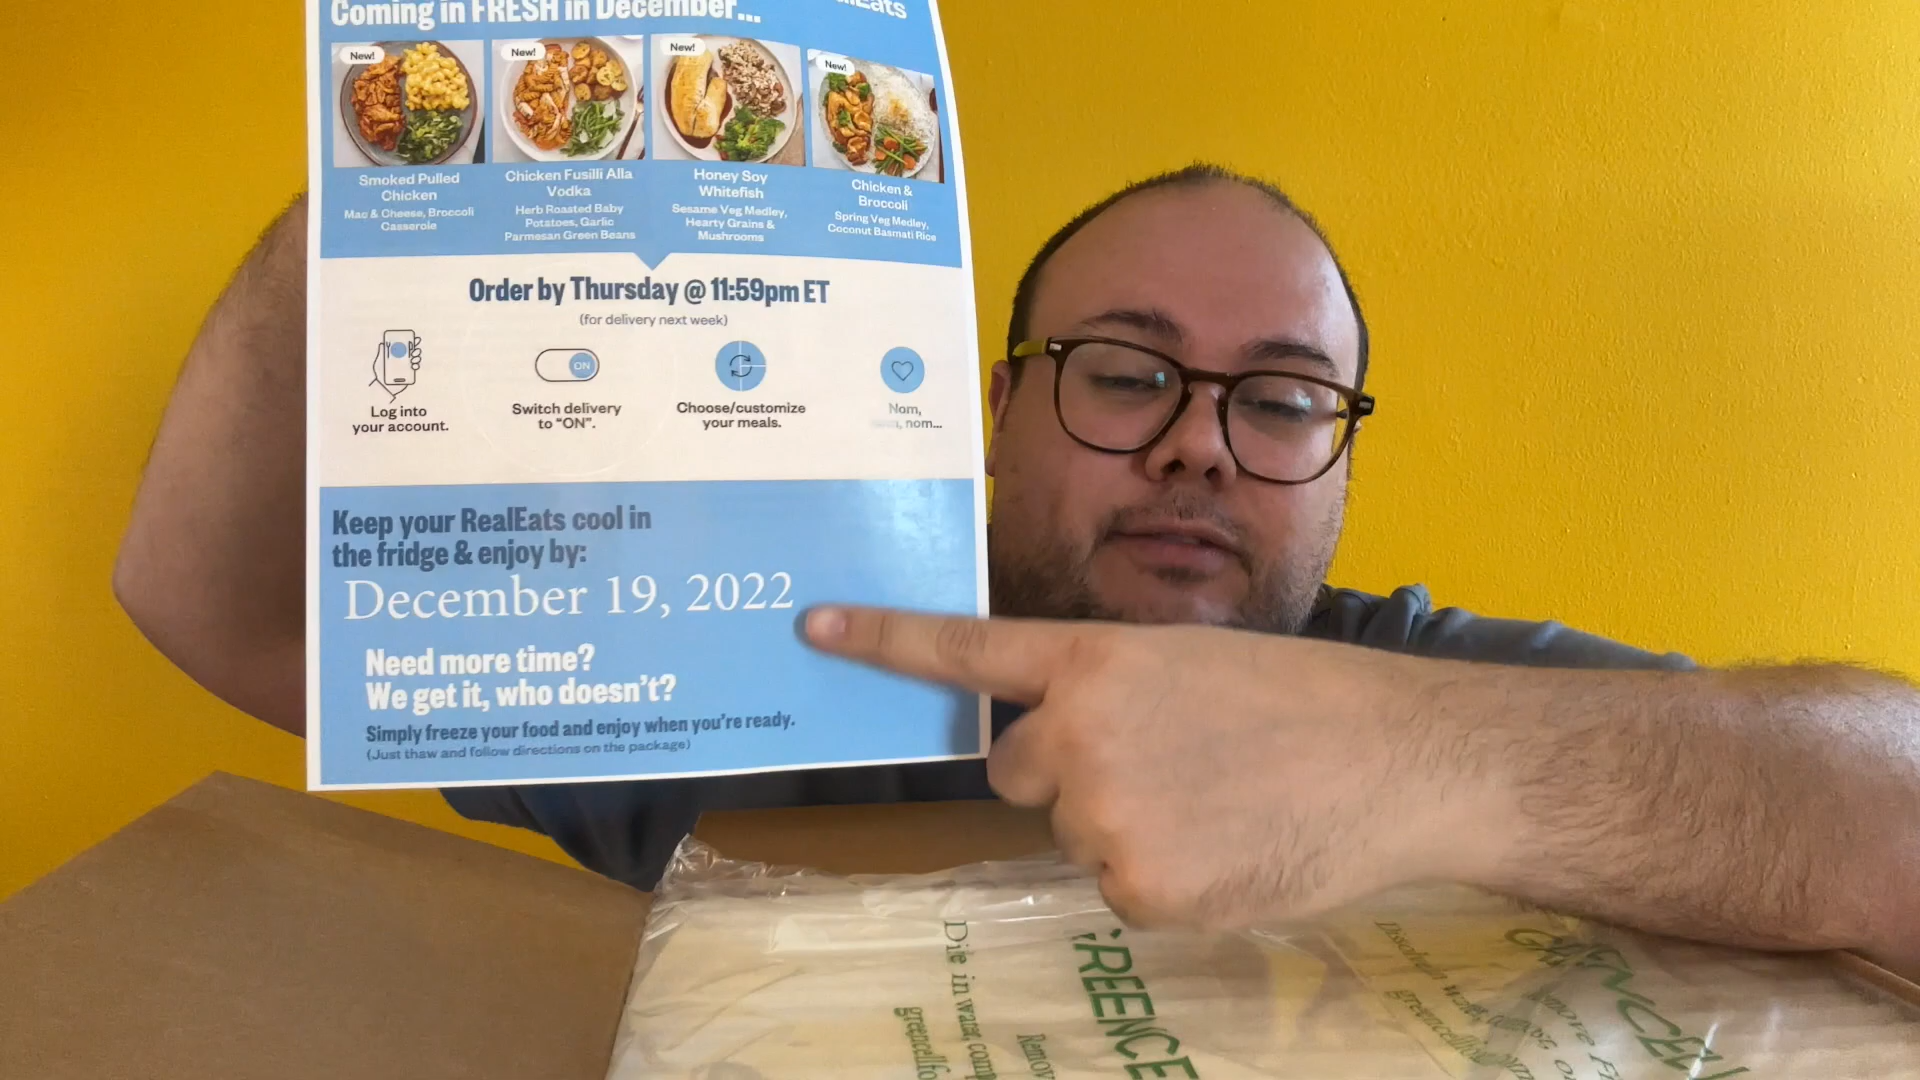 Coming in FRESH in December...
New!
New!
New!
New!
Smoked Pulled
Chicken
Mac & Cheese, Broccoli
Casserole
Chicken Fusilli Alla
Vodka
Herb Roasted Baby
Potatoes, Garlic
Parmesan Green Beans
Honey Soy
Whitefish
Sesame Veg Medley,
Hearty Grains &
Mushrooms
Chicken &
Broccoli
Spring Veg Medley,
Coconut Basmati Rice
Order by Thursday @ 11:59pm ET
(for delivery next week)
Log into
your account.
ON
Switch delivery
to "ON".
Choose/customize
your meals.
Nom,
nom...
Keep your RealEats cool in
the fridge & enjoy by:
December 19, 2022
Need more time?
We get it, who doesn't?
Simply freeze your food and enjoy when you're ready.
(Just thaw and follow directions on the package)
in water,